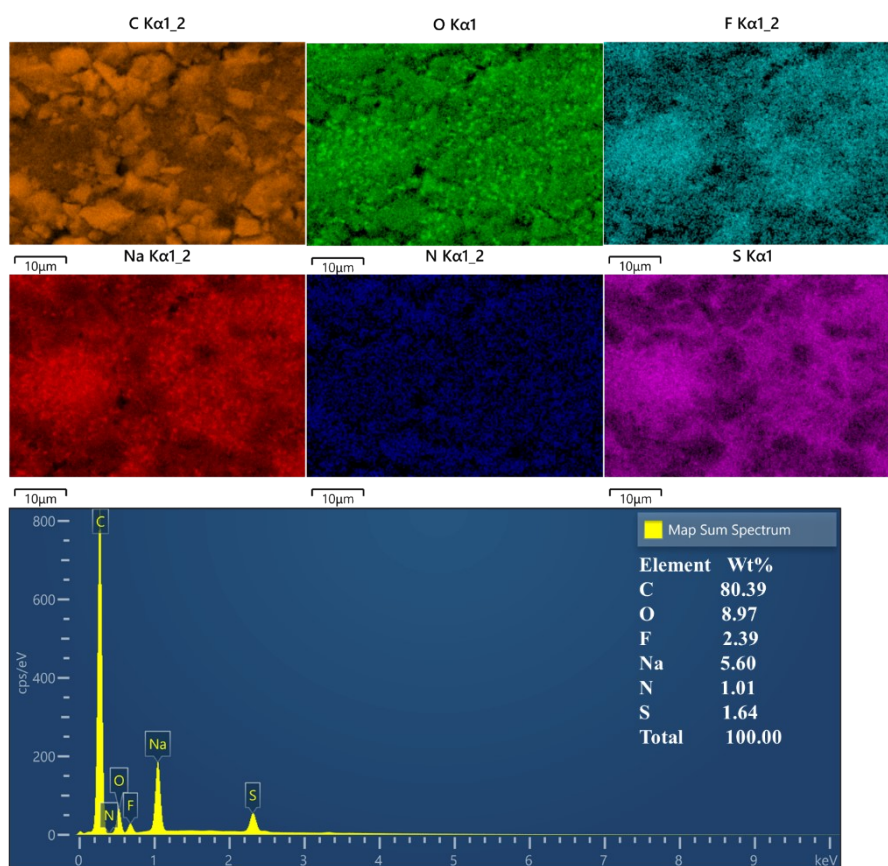 C Kα1_2
O Kα1
F Kα1_2
10μm
10μm
10μm
Na Kα1_2
N Kα1_2
S Kα1
10μm
10μm
10μm
800
600
400
200
0
cps/eV
C
N
O
F
Na
S
Map Sum Spectrum
Element Wt%
C 80.39
O 8.97
F 2.39
Na 5.60
N 1.01
S 1.64
Total 100.00
0 1 2 3 4 5 6 7 8 9 keV